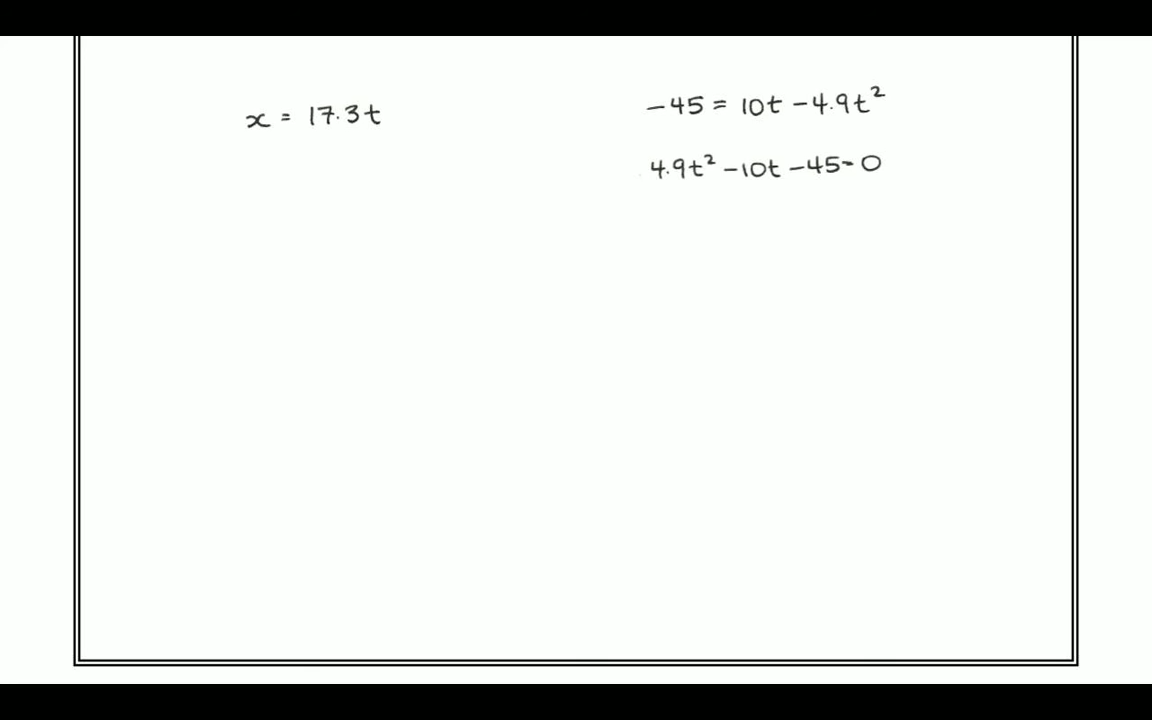 x = 17.3t
-45 = 10t - 4.9t²
4.9t² - 10t - 45 = 0